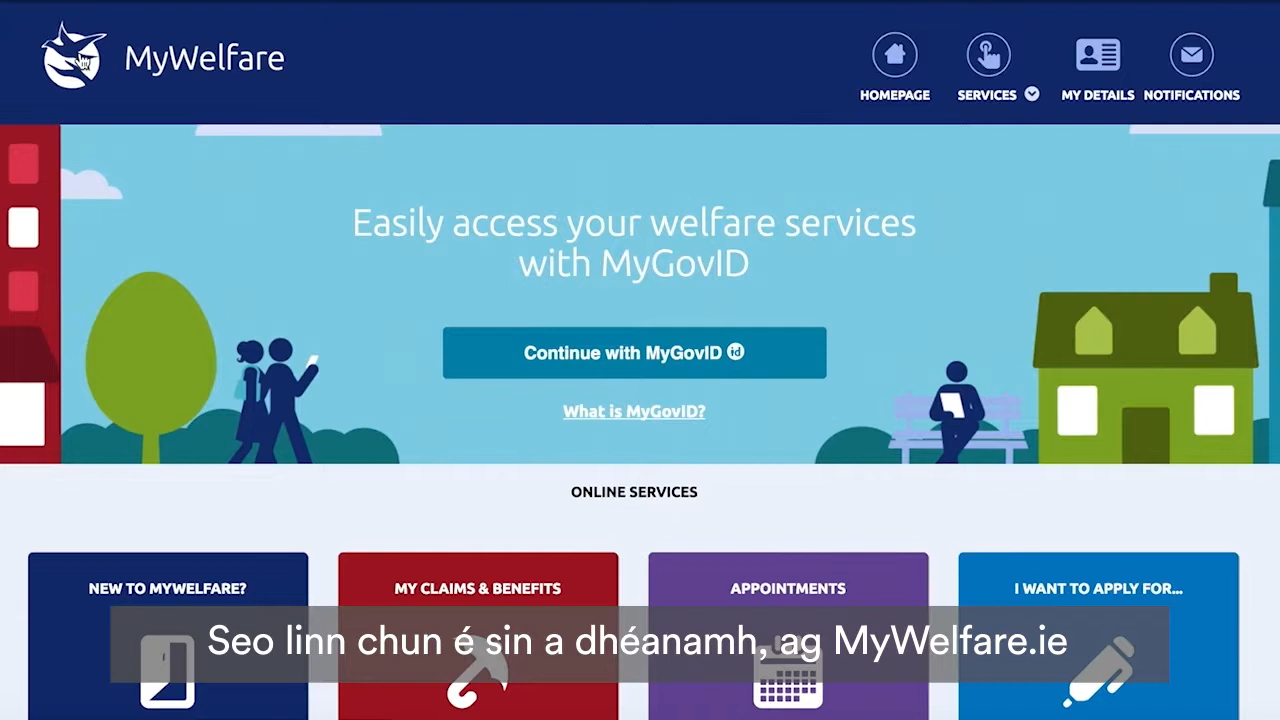 MyWelfare
HOMEPAGE
SERVICES
MY DETAILS
NOTIFICATIONS
Easily access your welfare services
with MyGovID
Continue with MyGovID id
What is MyGovID?
ONLINE SERVICES
NEW TO MYWELFARE?
MY CLAIMS & BENEFITS
APPOINTMENTS
I WANT TO APPLY FOR...
Seo linn chun é sin a dhéanamh, ag MyWelfare.ie